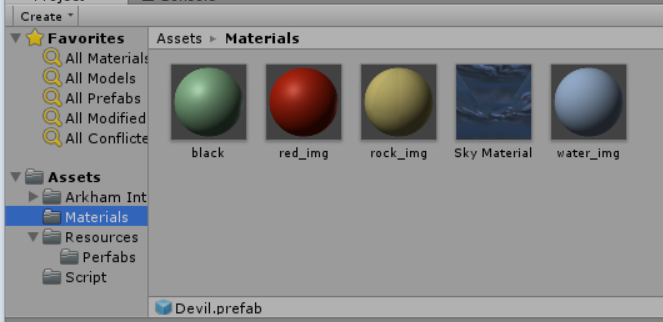 Create
Favorites
All Materials
All Models
All Prefabs
All Modified
All Conflicte
Assets
Arkham Int
Materials
Resources
Perfabs
Script
Assets ▸ Materials
black
red_img
rock_img
Sky Material
water_img
Devil.prefab